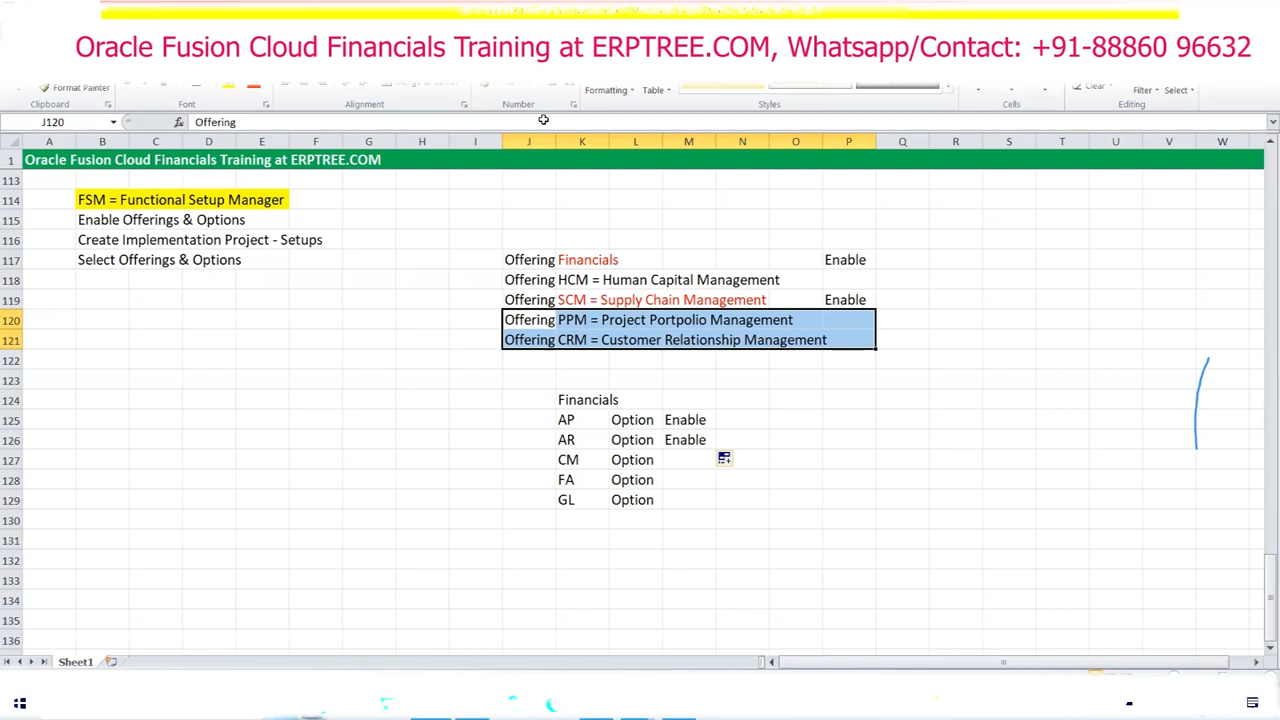 Oracle Fusion Cloud Financials Training at ERPTREE.COM, Whatsapp/Contact: +91-88860 96632
Format Painter
Formatting Table Clear Filter Select
Clipboard Font Alignment Number Styles Cells Editing
J120 fx Offering
A B C D E F G H I J K L M N O P Q R S T U V W
1 Oracle Fusion Cloud Financials Training at ERPTREE.COM
113
114 FSM = Functional Setup Manager
115 Enable Offerings & Options
116 Create Implementation Project - Setups
117 Select Offerings & Options Offering Financials Enable
118 Offering HCM = Human Capital Management
119 Offering SCM = Supply Chain Management Enable
120 Offering PPM = Project Portpolio Management
121 Offering CRM = Customer Relationship Management
122
123
124 Financials
125 AP Option Enable
126 AR Option Enable
127 CM Option
128 FA Option
129 GL Option
130
131
132
133
134
135
136
Sheet1